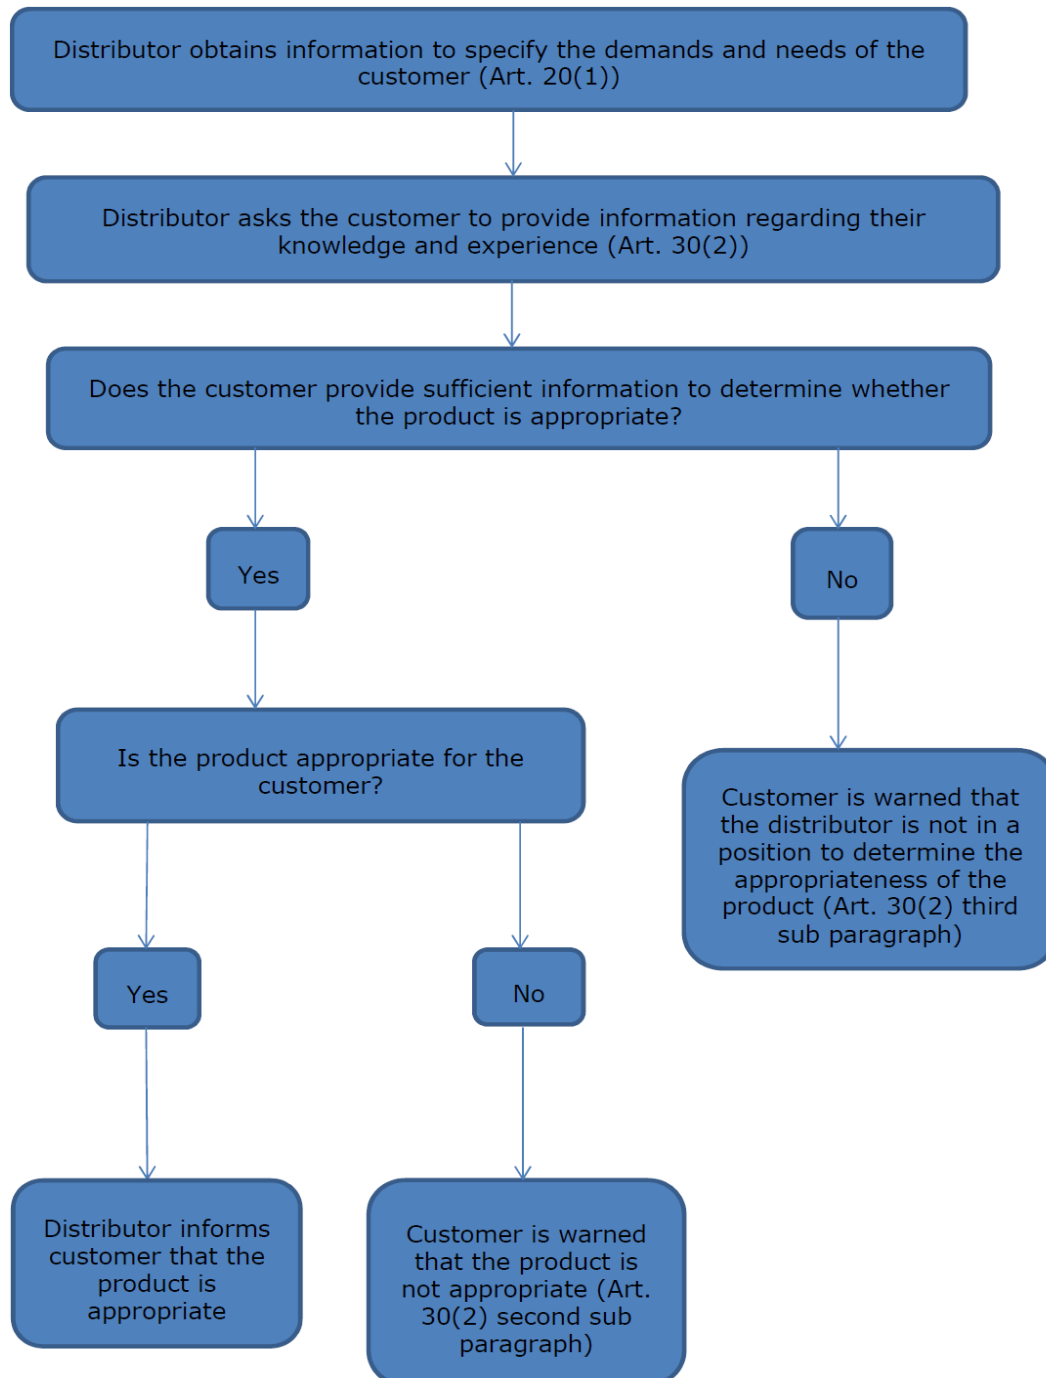 Distributor obtains information to specify the demands and needs of the
customer (Art. 20(1))
Distributor asks the customer to provide information regarding their
knowledge and experience (Art. 30(2))
Does the customer provide sufficient information to determine whether
the product is appropriate?
Yes
No
Is the product appropriate for the
customer?
Customer is warned that
the distributor is not in a
position to determine the
appropriateness of the
product (Art. 30(2) third
sub paragraph)
Yes
No
Distributor informs
customer that the
product is
appropriate
Customer is warned
that the product is
not appropriate (Art.
30(2) second sub
paragraph)